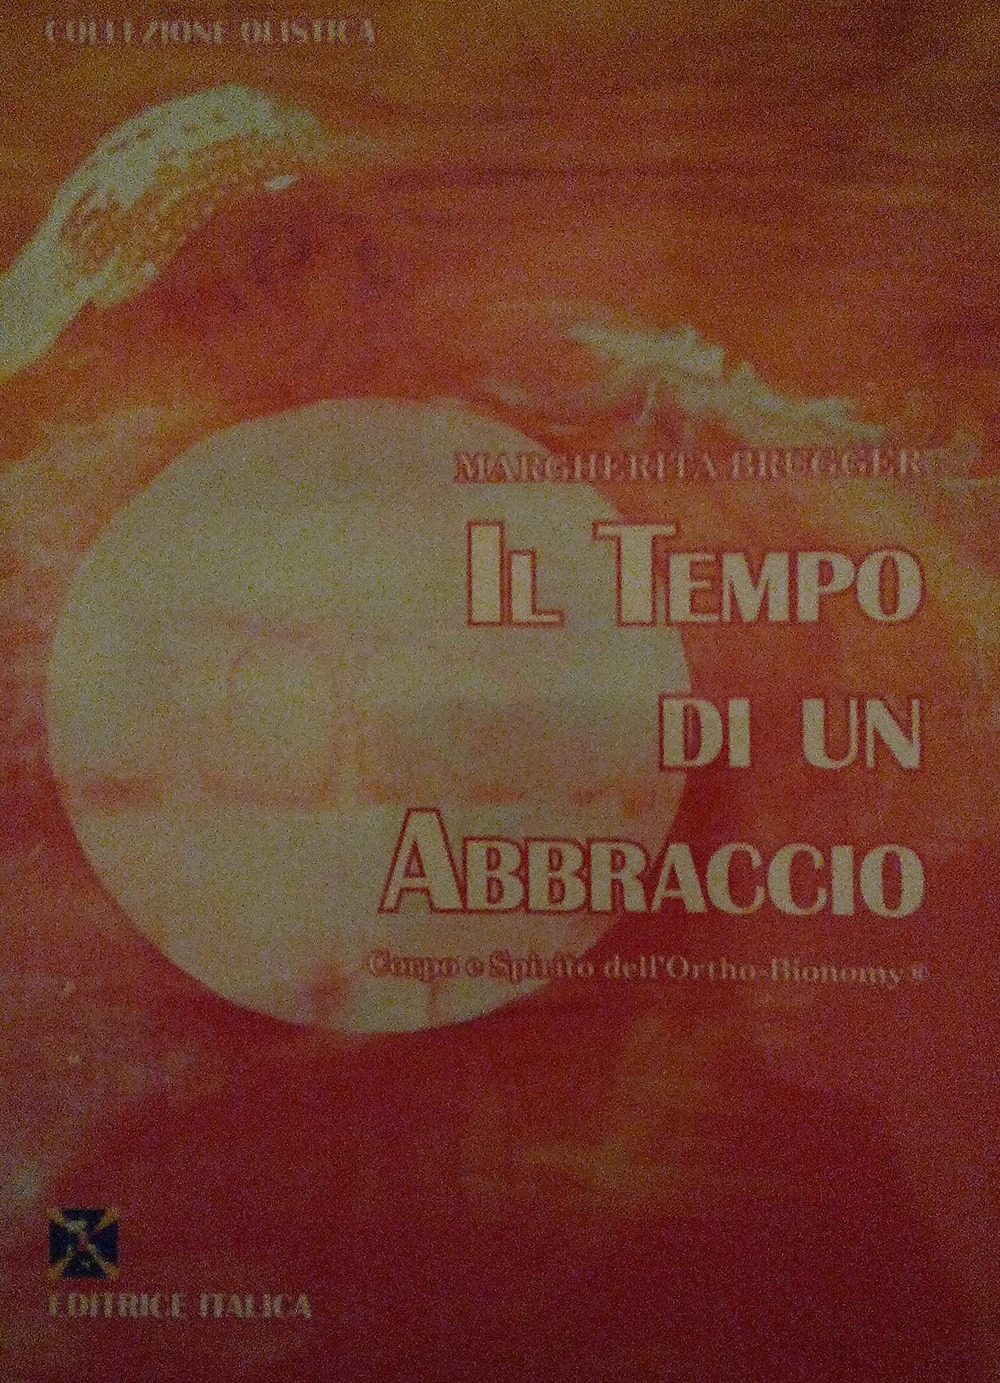 COLLEZIONE OLISTICA
MARGHERITA BRUGGER
IL TEMPO
DI UN
ABBRACCIO
Corpo e Spirito dell'Ortho-Bionomy®
EDITRICE ITALICA